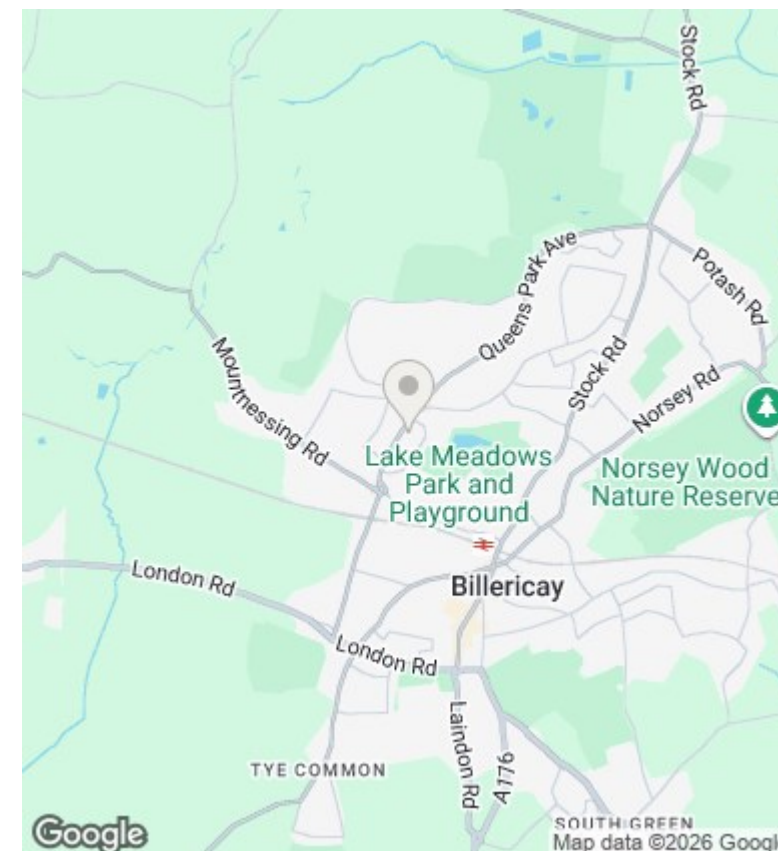 Stock Rd
Queens Park Ave
Potash Rd
Mountnessing Rd
Stock Rd
Norsey Rd
Lake Meadows
Park and
Playground
Norsey Wood
Nature Reserve
London Rd
Billericay
London Rd
Laindon Rd
A176
TYE COMMON
SOUTH GREEN
Google
Map data ©2026 Google